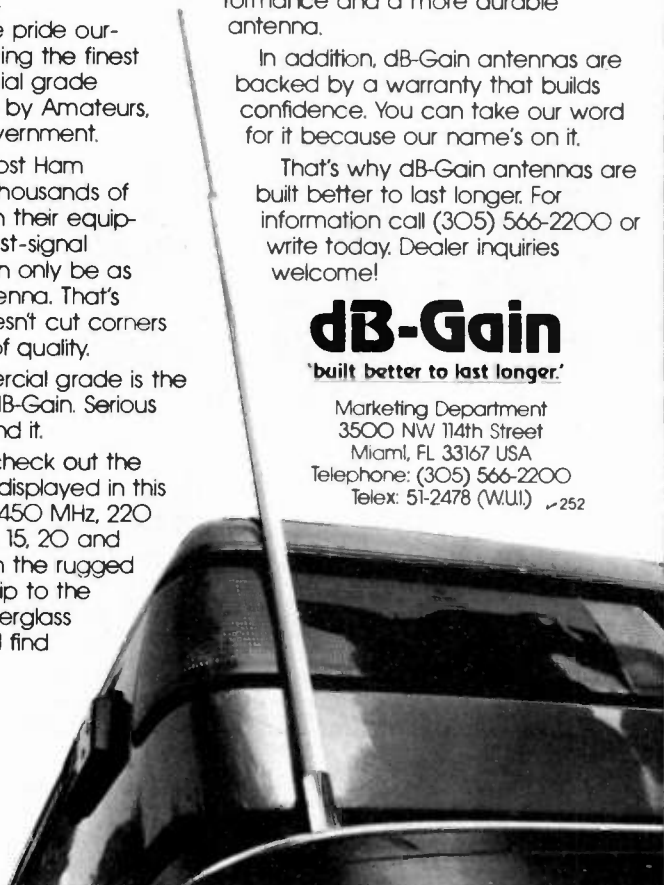 e pride our-
ing the finest
ial grade
by Amateurs,
vernment.
ost Ham
housands of
n their equip-
st-signal
n only be as
enna. That's
esn't cut corners
of quality.
ercial grade is the
dB-Gain. Serious
nd it.
check out the
displayed in this
450 MHz, 220
15, 20 and
n the rugged
ip to the
erglass
d find
formance and a more durable
antenna.
In addition, dB-Gain antennas are
backed by a warranty that builds
confidence. You can take our word
for it because our name's on it.
That's why dB-Gain antennas are
built better to last longer. For
information call (305) 566-2200 or
write today. Dealer inquiries
welcome!
dB-Gain
'built better to last longer.'
Marketing Department
3500 NW 114th Street
Miami, FL 33167 USA
Telephone: (305) 566-2200
Telex: 51-2478 (W.U.I.) 252